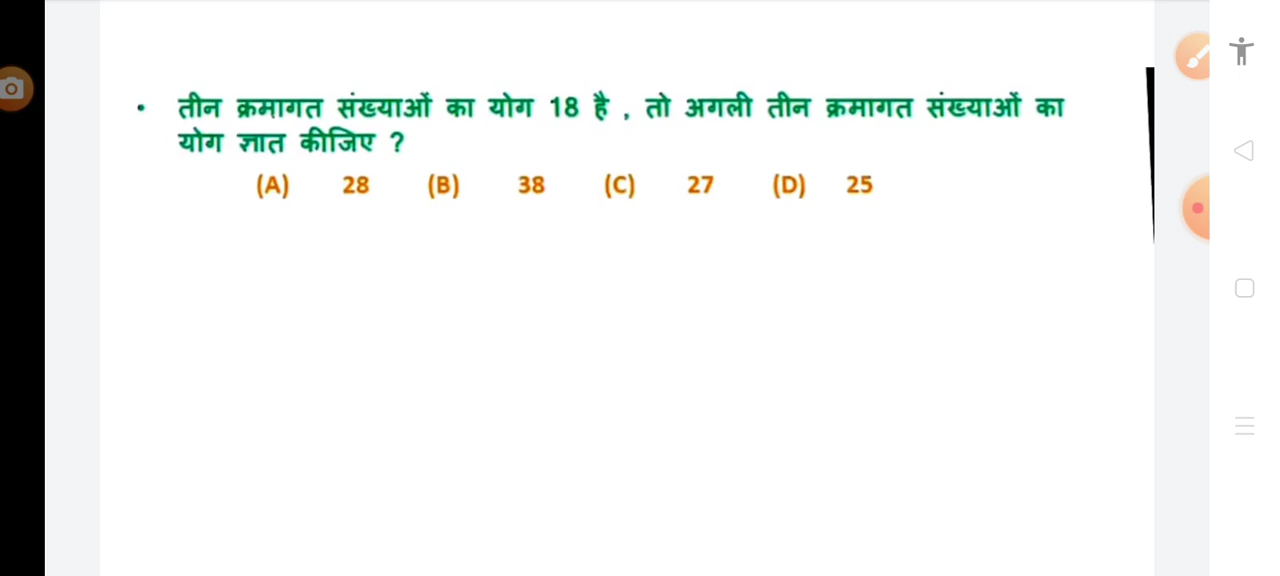 • तीन क्रमागत संख्याओं का योग 18 है , तो अगली तीन क्रमागत संख्याओं का
योग ज्ञात कीजिए ?
(A) 28 (B) 38 (C) 27 (D) 25